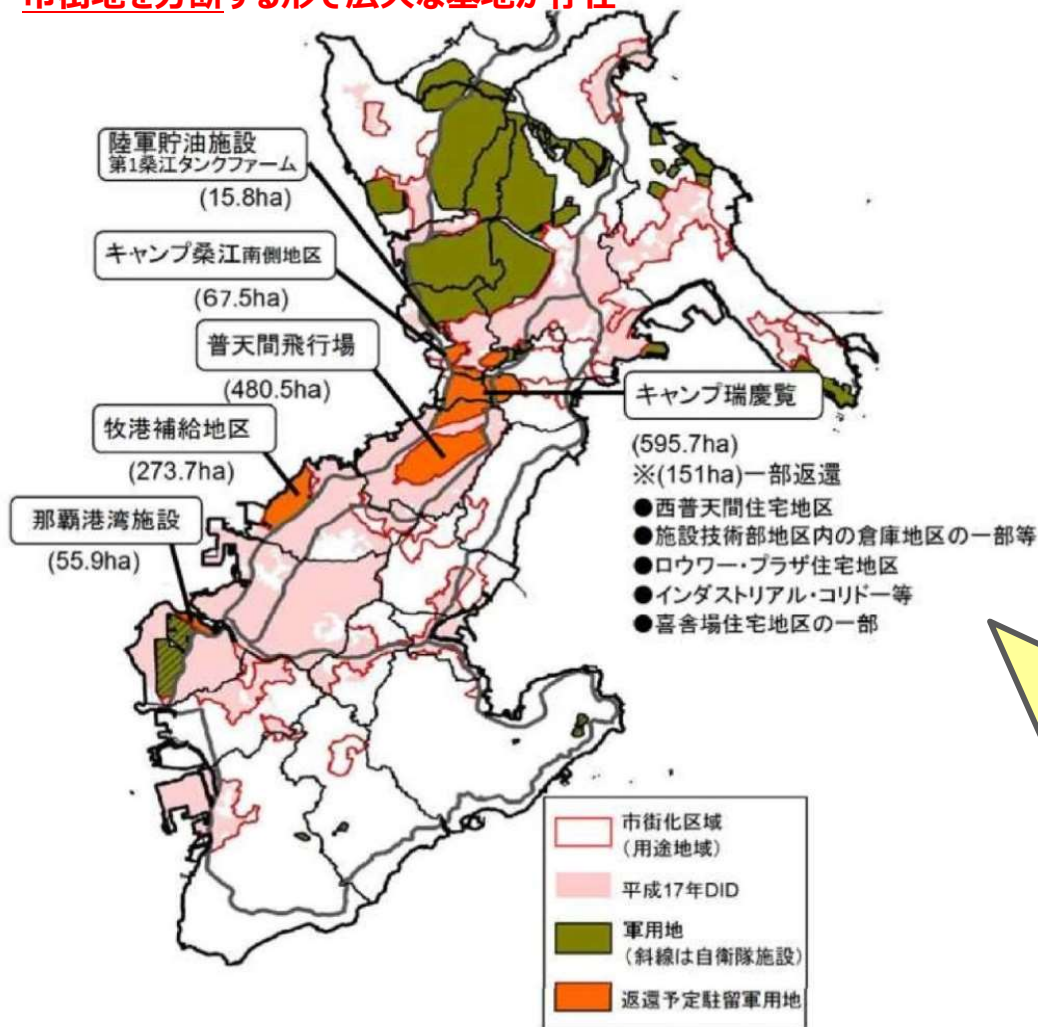 市街地を分断する形で広大な基地が存在
陸軍貯油施設
第1桑江タンクファーム
(15.8ha)
キャンプ桑江南側地区
(67.5ha)
普天間飛行場
(480.5ha)
牧港補給地区
(273.7ha)
那覇港湾施設
(55.9ha)
キャンプ瑞慶覧
(595.7ha)
※(151ha)一部返還
●西普天間住宅地区
●施設技術部地区内の倉庫地区の一部等
●ロウワー・プラザ住宅地区
●インダストリアル・コリドー等
●喜舎場住宅地区の一部
市街化区域
(用途地域)
平成17年DID
軍用地
(斜線は自衛隊施設)
返還予定駐留軍用地